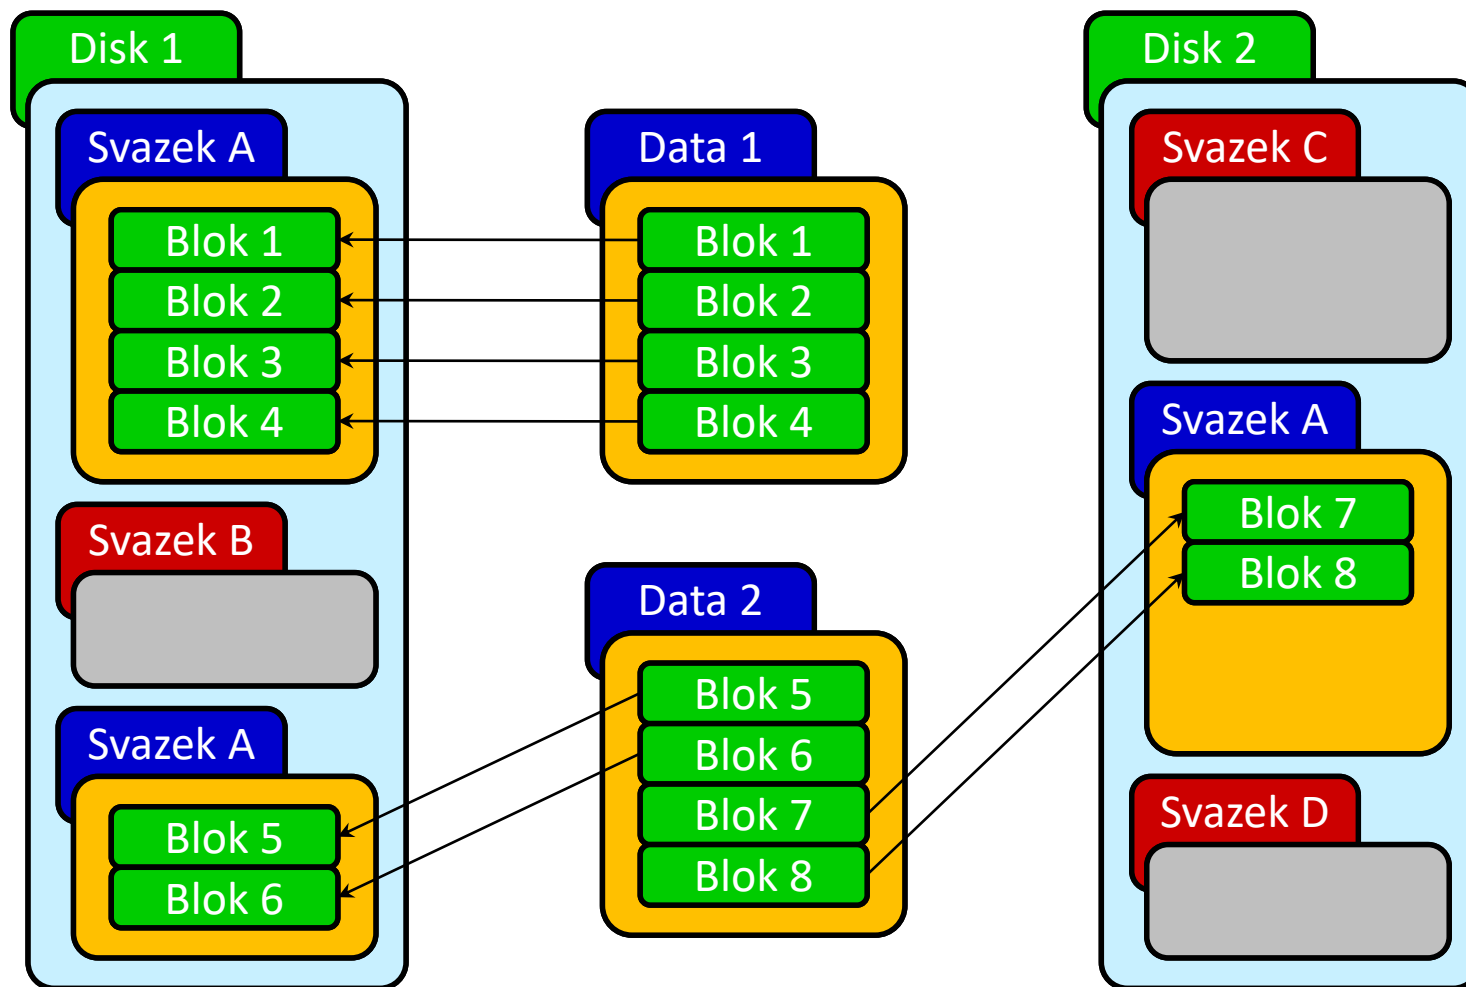 Disk 1
Svazek A
Blok 1
Blok 2
Blok 3
Blok 4
Svazek B
Svazek A
Blok 5
Blok 6
Data 1
Blok 1
Blok 2
Blok 3
Blok 4
Data 2
Blok 5
Blok 6
Blok 7
Blok 8
Disk 2
Svazek C
Svazek A
Blok 7
Blok 8
Svazek D